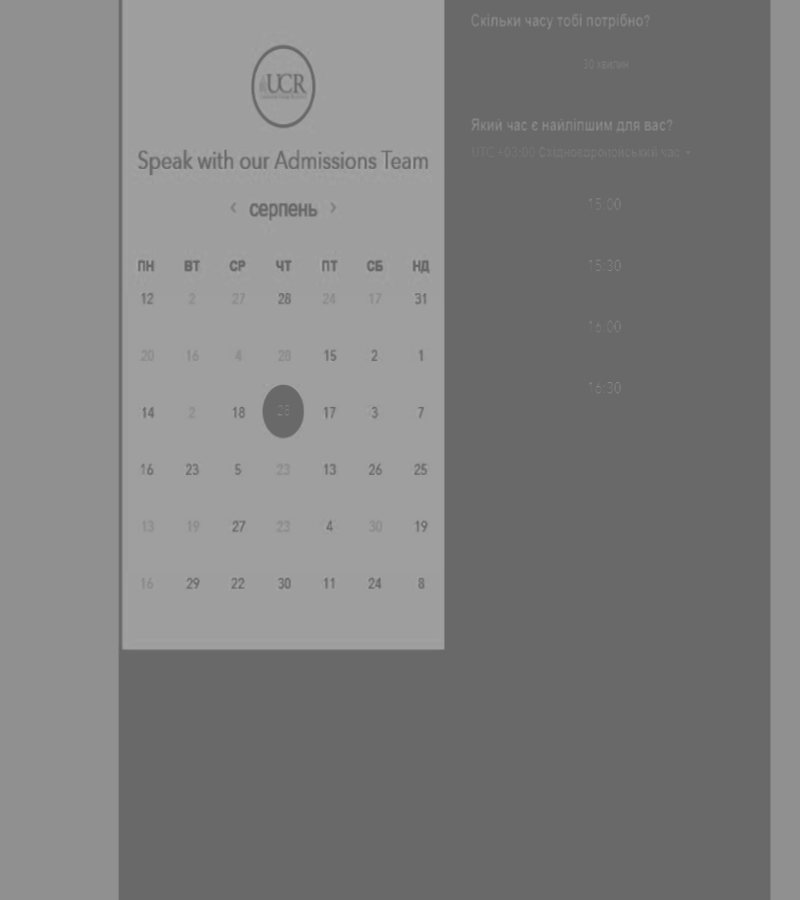 UCR
Speak with our Admissions Team
‹ серпень ›
ПН ВТ СР ЧТ ПТ СБ НД
12 2 27 28 24 17 31
20 16 4 28 15 2 1
14 2 18 28 17 3 7
16 23 5 23 13 26 25
13 19 27 23 4 30 19
16 29 22 30 11 24 8
Скільки часу тобі потрібно?
30 хвилин
Який час є найліпшим для вас?
UTC +03:00 Східноєвропейський час
15:00
15:30
16:00
16:30